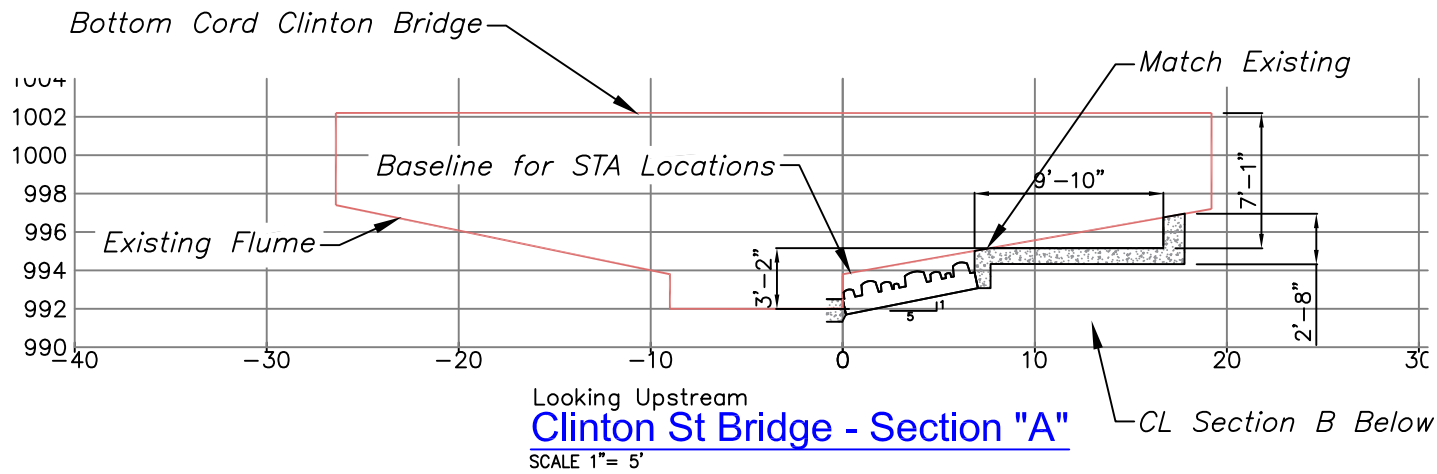 Bottom Cord Clinton Bridge
Match Existing
1004
1002
1000
998
996
994
992
990
Baseline for STA Locations
9'-10"
7'-1"
Existing Flume
3'-2"
2'-8"
1
5
-40
-30
-20
-10
0
10
20
30
Looking Upstream
Clinton St Bridge - Section "A"
SCALE 1"= 5'
CL Section B Below